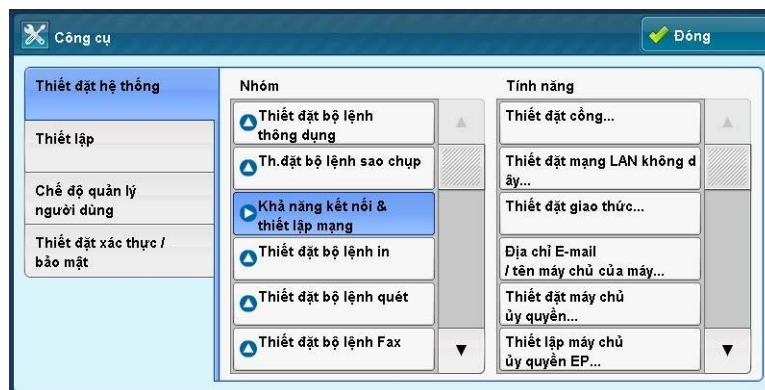 Công cụ
Đóng
Thiết đặt hệ thống
Thiết lập
Chế độ quản lý
người dùng
Thiết đặt xác thực /
bảo mật
Nhóm
Thiết đặt bộ lệnh
thông dụng
Th.đặt bộ lệnh sao chụp
Khả năng kết nối &
thiết lập mạng
Thiết đặt bộ lệnh in
Thiết đặt bộ lệnh quét
Thiết đặt bộ lệnh Fax
Tính năng
Thiết đặt cổng...
Thiết đặt mạng LAN không d
ây...
Thiết đặt giao thức...
Địa chỉ E-mail
/ tên máy chủ của máy...
Thiết đặt máy chủ
ủy quyền...
Thiết lập máy chủ
ủy quyền EP...